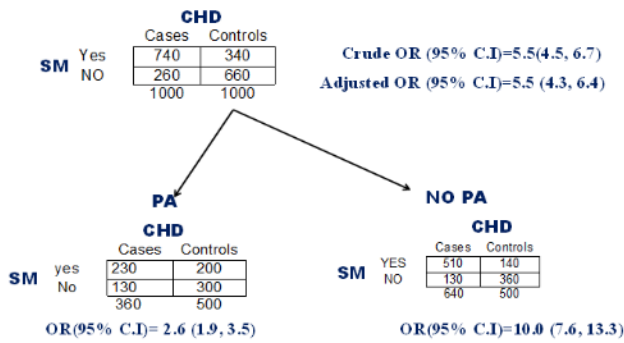 CHD
Cases Controls
SM Yes 740 340
NO 260 660
1000 1000
Crude OR (95% C.I)=5.5(4.5, 6.7)
Adjusted OR (95% C.I)=5.5 (4.3, 6.4)
PA
CHD
Cases Controls
SM yes 230 200
No 130 300
360 500
OR(95% C.I)= 2.6 (1.9, 3.5)
NO PA
CHD
Cases Controls
SM YES 510 140
NO 130 360
640 500
OR(95% C.I)=10.0 (7.6, 13.3)